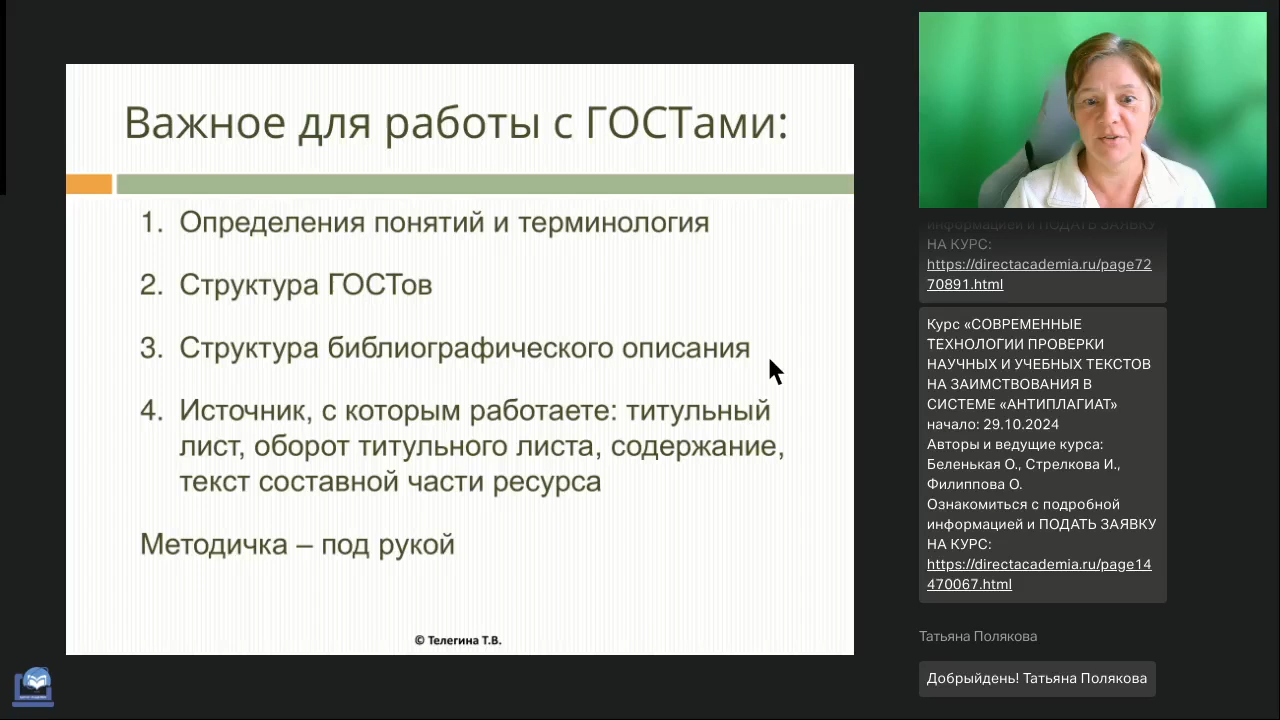 Важное для работы с ГОСТами:
1. Определения понятий и терминология
2. Структура ГОСТов
3. Структура библиографического описания
4. Источник, с которым работаете: титульный
лист, оборот титульного листа, содержание,
текст составной части ресурса
Методичка – под рукой
© Телегина Т.В.
информацией и ПОДАТЬ ЗАЯВКУ
НА КУРС:
https://directacademia.ru/page72
70891.html
Курс «СОВРЕМЕННЫЕ
ТЕХНОЛОГИИ ПРОВЕРКИ
НАУЧНЫХ И УЧЕБНЫХ ТЕКСТОВ
НА ЗАИМСТВОВАНИЯ В
СИСТЕМЕ «АНТИПЛАГИАТ»
начало: 29.10.2024
Авторы и ведущие курса:
Беленькая О., Стрелкова И.,
Филиппова О.
Ознакомиться с подробной
информацией и ПОДАТЬ ЗАЯВКУ
НА КУРС:
https://directacademia.ru/page14
470067.html
Татьяна Полякова
Добрыйдень! Татьяна Полякова